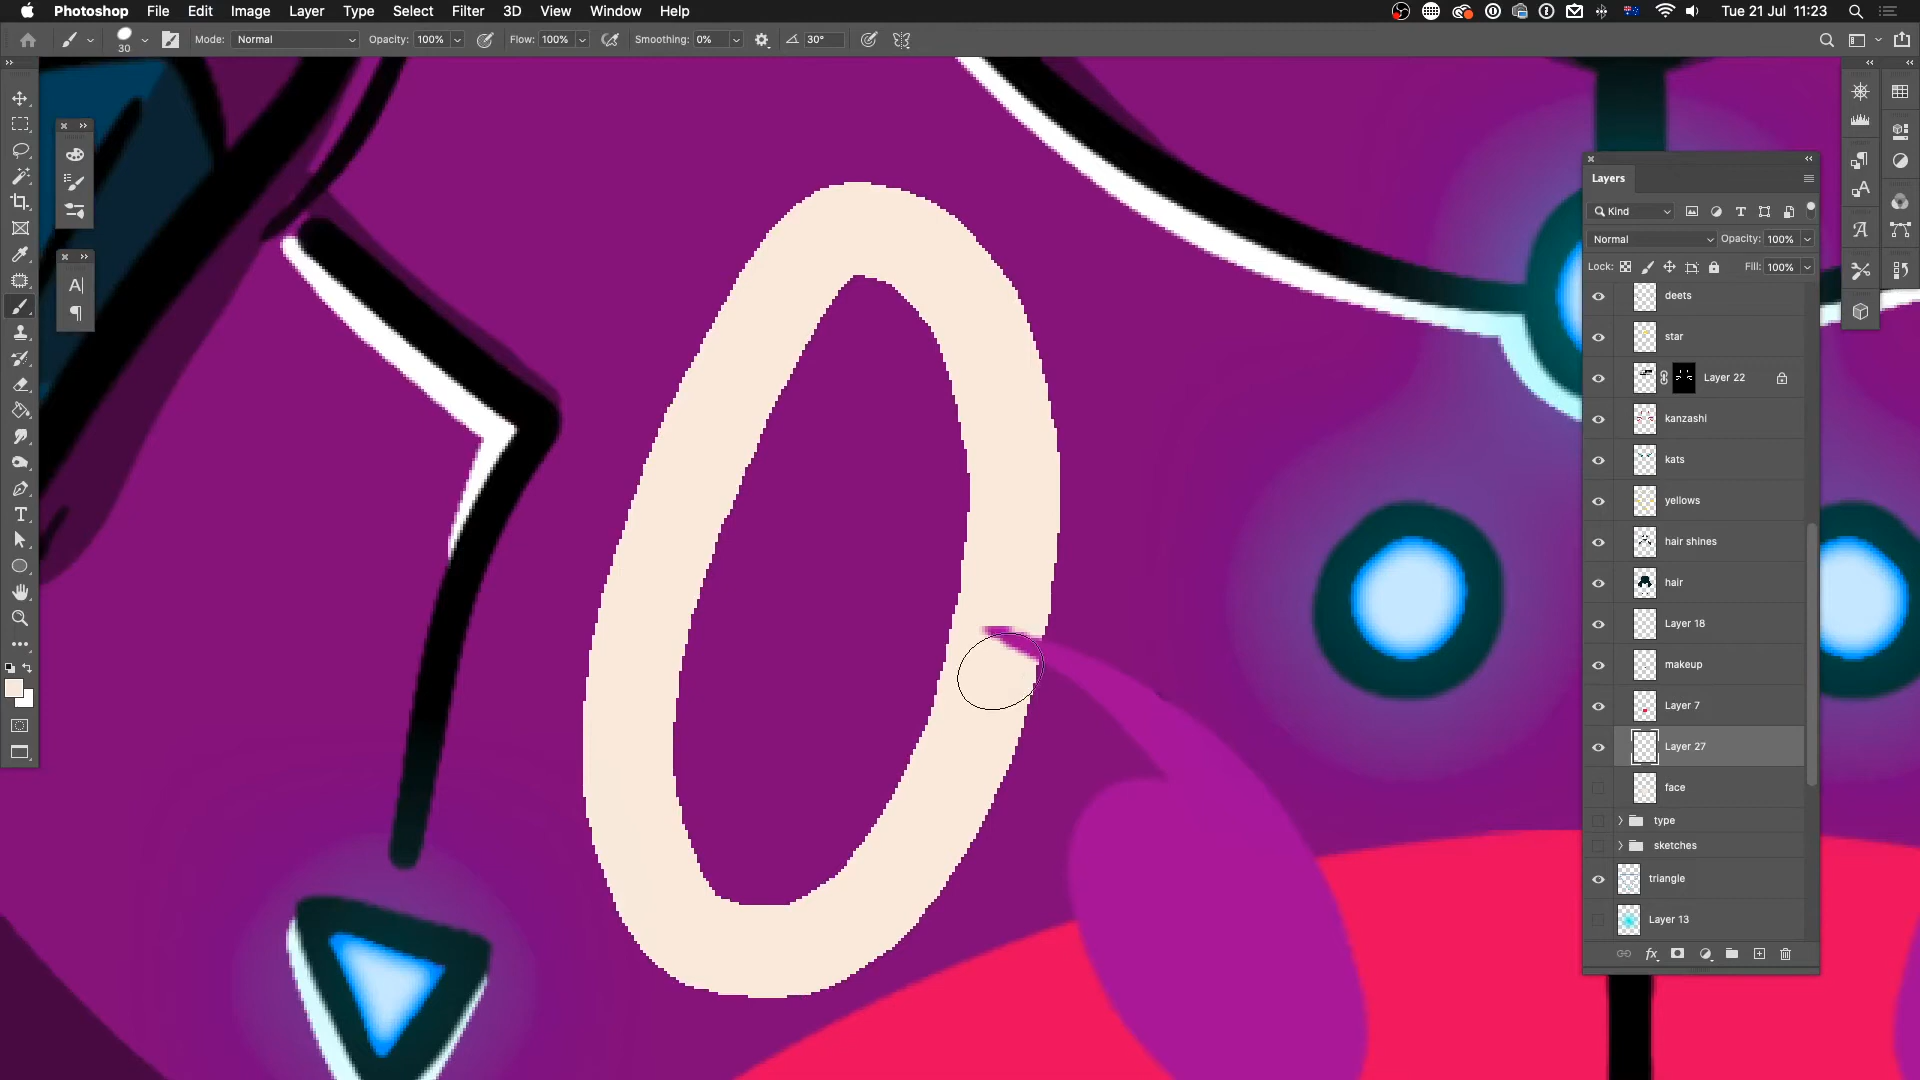 Photoshop File Edit Image Layer Type Select Filter 3D View Window Help Tue 21 Jul 11:23
30 Mode: Normal Opacity: 100% Flow: 100% Smoothing: 0% 30°
Layers
Kind
Normal Opacity: 100%
Lock: Fill: 100%
deets
star
Layer 22
kanzashi
kats
yellows
hair shines
hair
Layer 18
makeup
Layer 7
Layer 27
face
type
sketches
triangle
Layer 13
fx